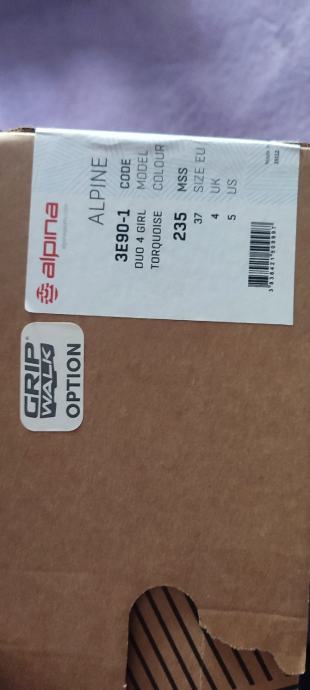 alpina
ALPINE
3E90-1 CODE
DUO 4 GIRL MODEL
TORQUOISE COLOUR
235 MSS
37 SIZE EU
4 UK
5 US
GRIP
WALK
OPTION